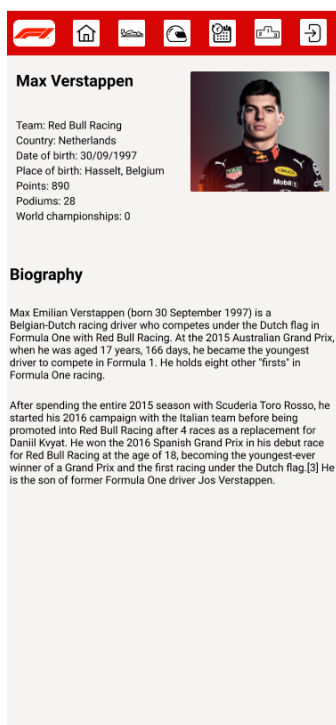 F1
2 1 3
Max Verstappen
Team: Red Bull Racing
Country: Netherlands
Date of birth: 30/09/1997
Place of birth: Hasselt, Belgium
Points: 890
Podiums: 28
World championships: 0
Mobil
Biography
Max Emilian Verstappen (born 30 September 1997) is a
Belgian-Dutch racing driver who competes under the Dutch flag in
Formula One with Red Bull Racing. At the 2015 Australian Grand Prix,
when he was aged 17 years, 166 days, he became the youngest
driver to compete in Formula 1. He holds eight other "firsts" in
Formula One racing.
After spending the entire 2015 season with Scuderia Toro Rosso, he
started his 2016 campaign with the Italian team before being
promoted into Red Bull Racing after 4 races as a replacement for
Daniil Kvyat. He won the 2016 Spanish Grand Prix in his debut race
for Red Bull Racing at the age of 18, becoming the youngest-ever
winner of a Grand Prix and the first racing under the Dutch flag.[3] He
is the son of former Formula One driver Jos Verstappen.